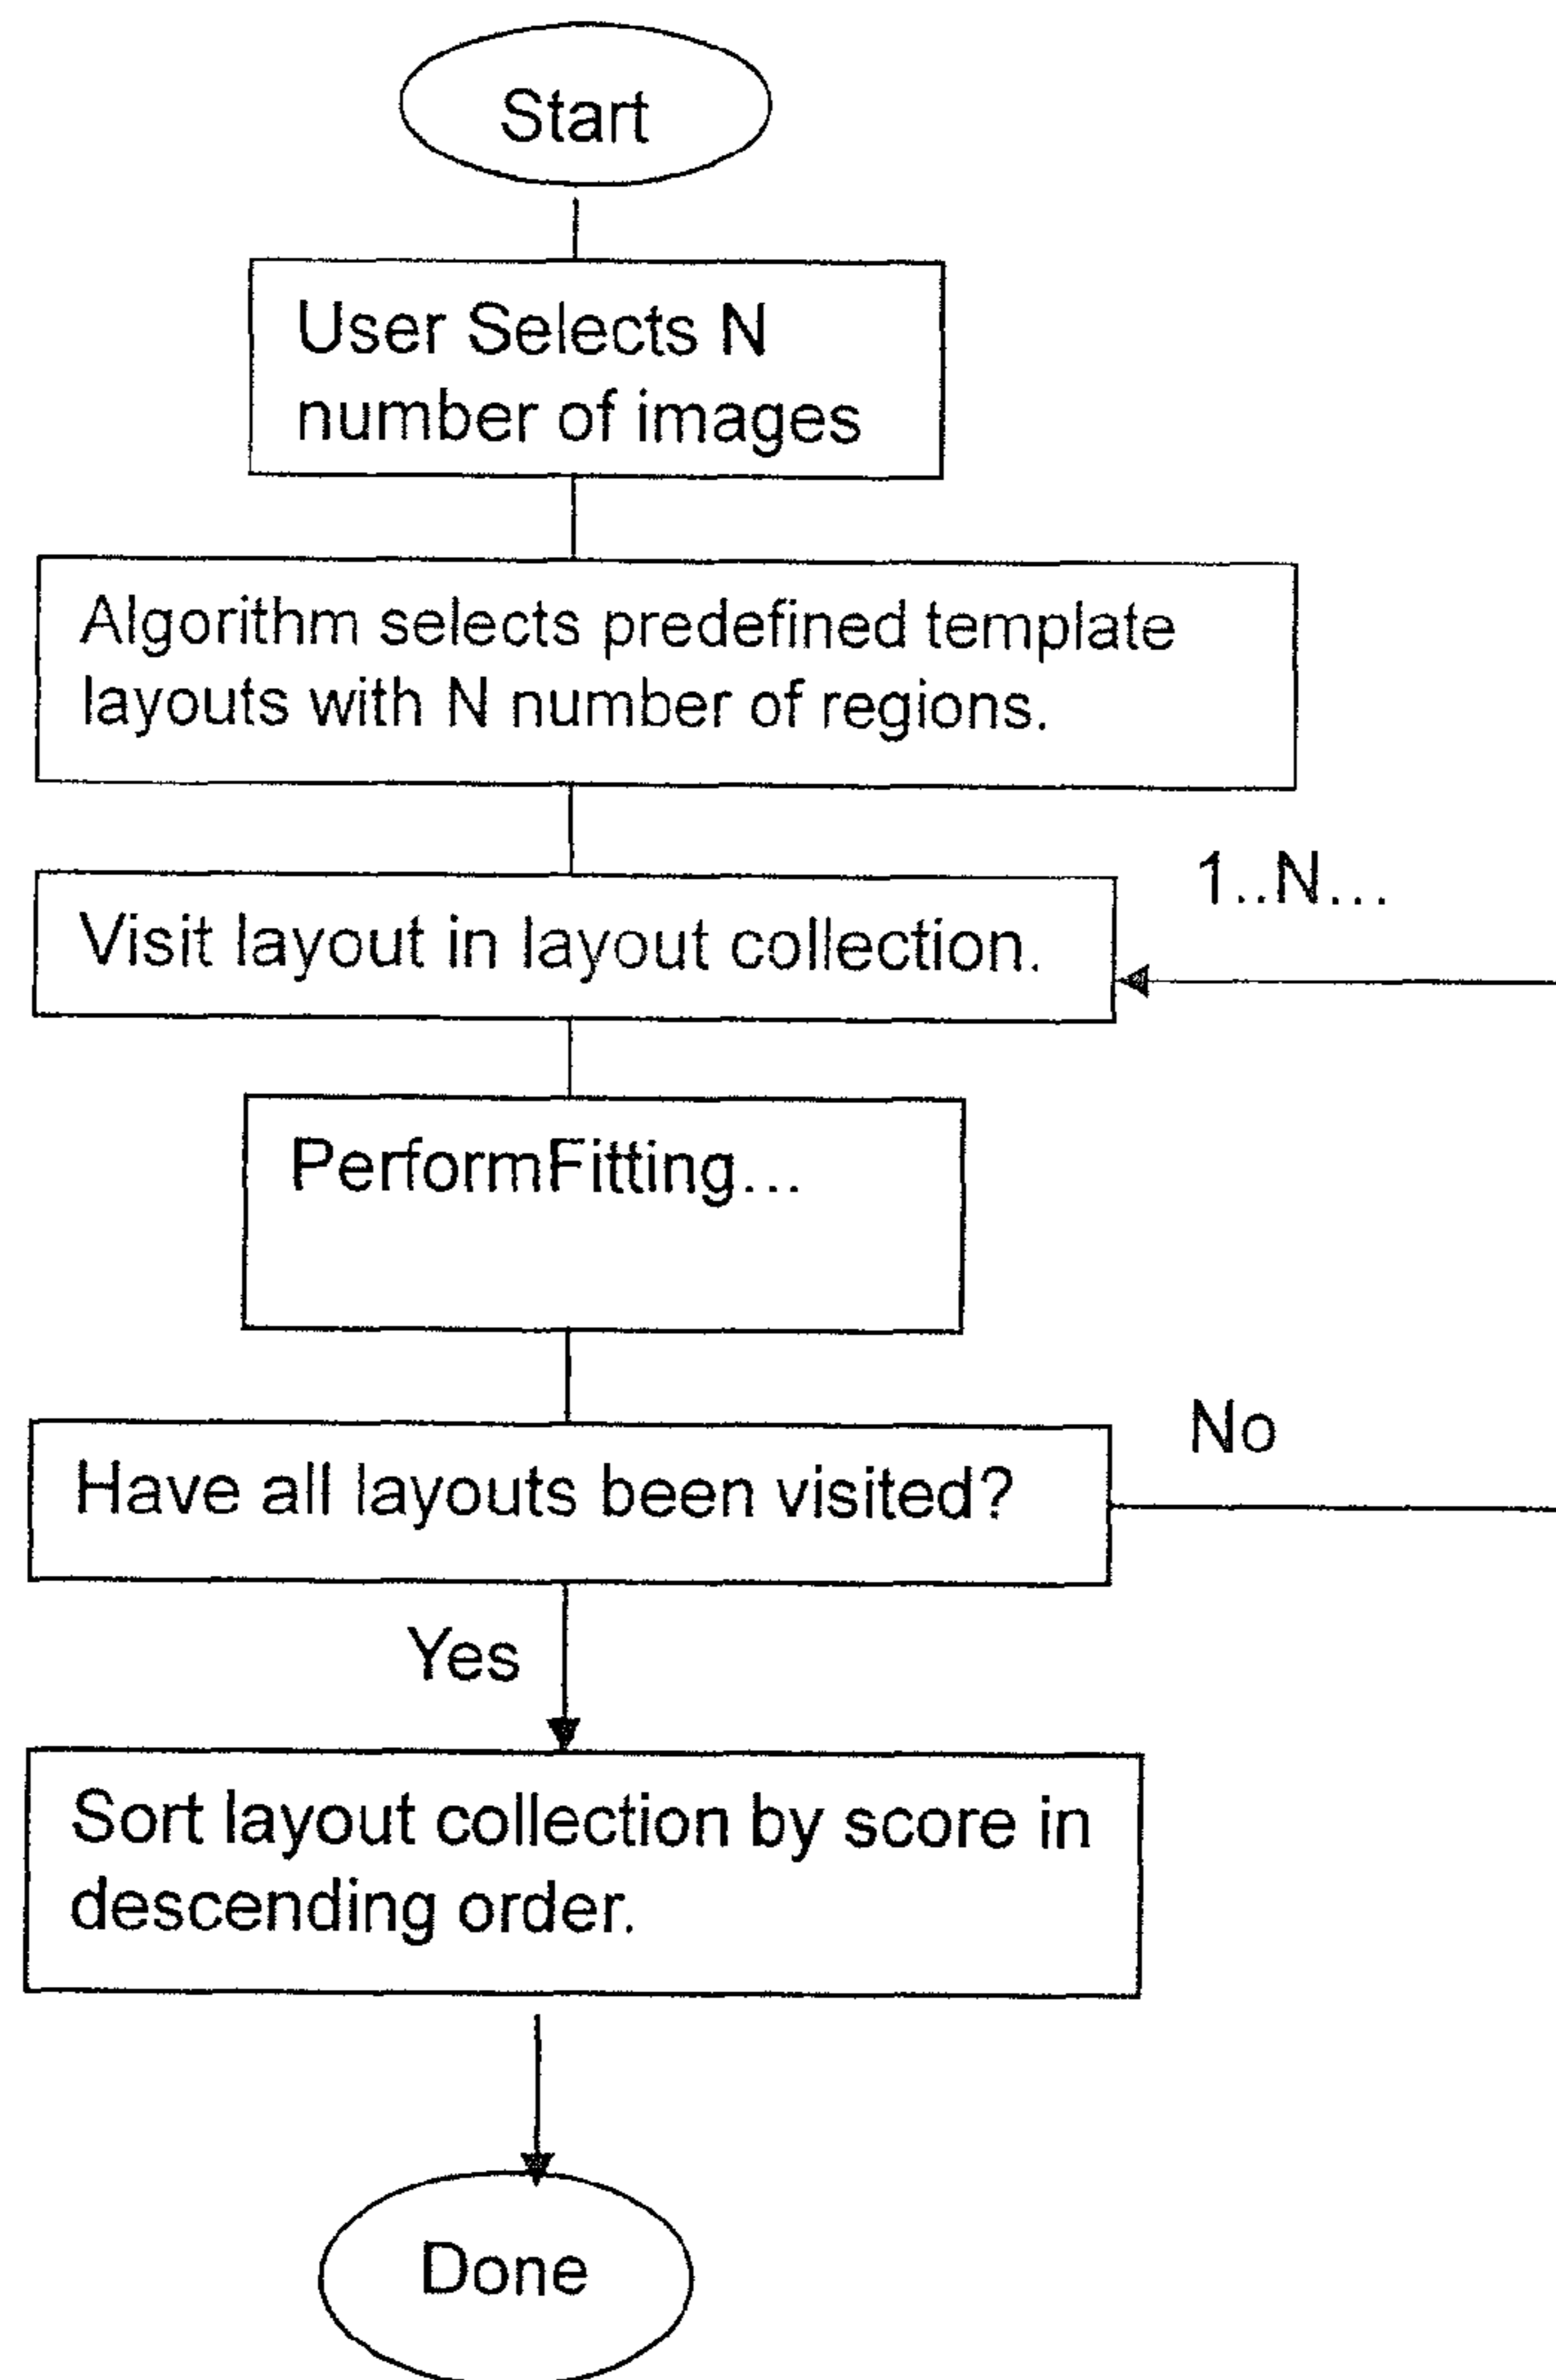 Start
User Selects N
number of images
Algorithm selects predefined template
layouts with N number of regions.
1..N...
Visit layout in layout collection.
PerformFitting...
No
Have all layouts been visited?
Yes
Sort layout collection by score in
descending order.
Done